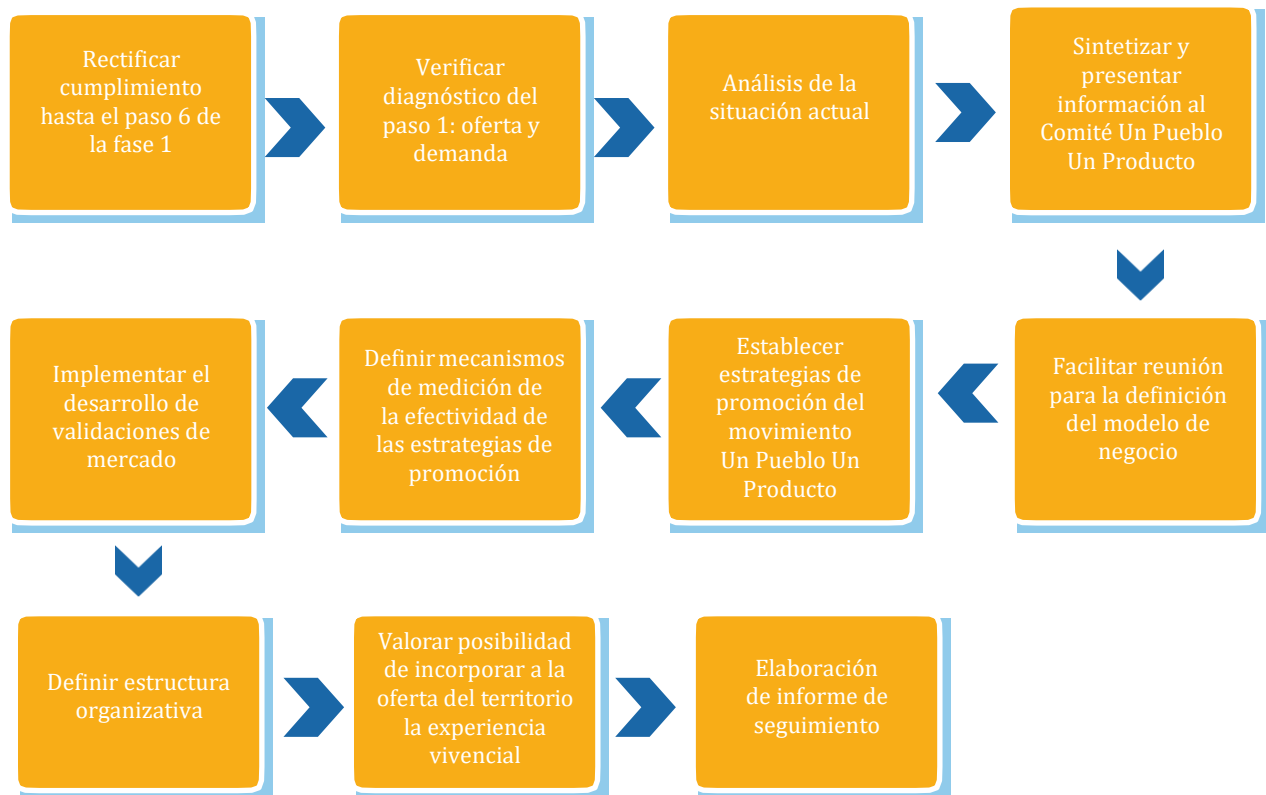 Rectificar
cumplimiento
hasta el paso 6 de
la fase 1
Verificar
diagnóstico del
paso 1: oferta y
demanda
Análisis de la
situación actual
Sintetizar y
presentar
información al
Comité Un Pueblo
Un Producto
Facilitar reunión
para la definición
del modelo de
negocio
Establecer
estrategias de
promoción del
movimiento
Un Pueblo Un
Producto
Definir mecanismos
de medición de
la efectividad de
las estrategias de
promoción
Implementar el
desarrollo de
validaciones de
mercado
Definir estructura
organizativa
Valorar posibilidad
de incorporar a la
oferta del territorio
la experiencia
vivencial
Elaboración
de informe de
seguimiento